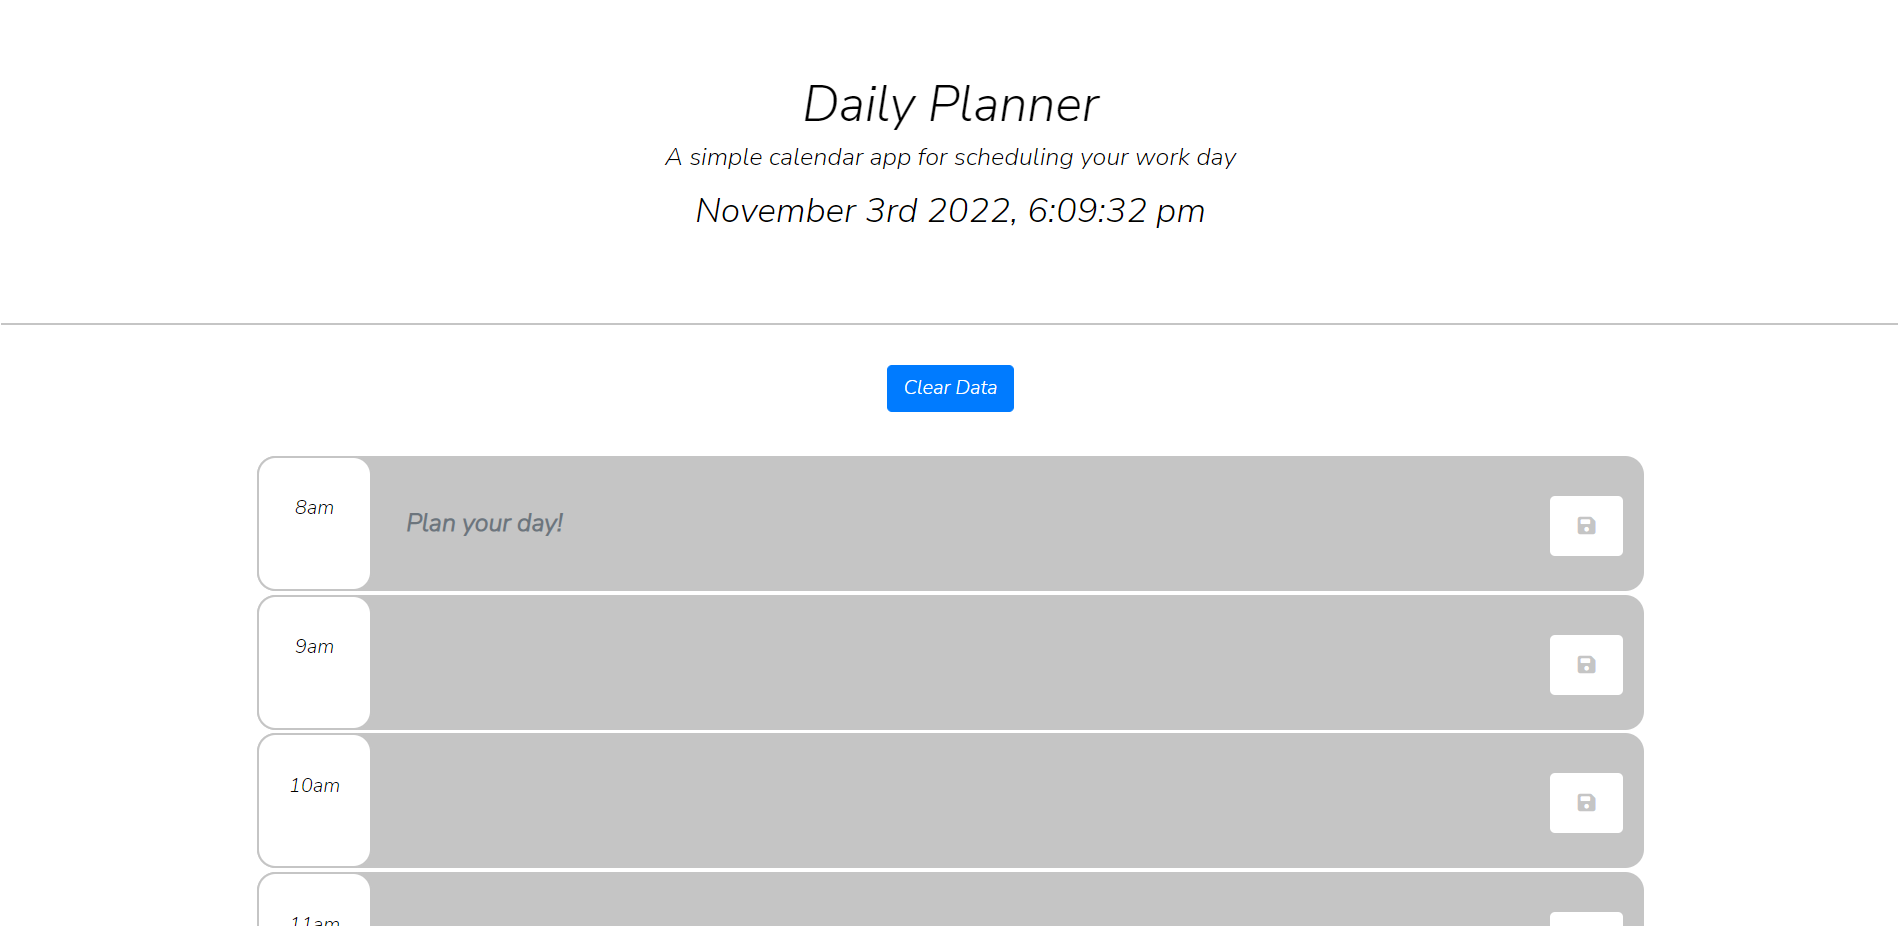 Daily Planner
A simple calendar app for scheduling your work day
November 3rd 2022, 6:09:32 pm
Clear Data
8am
Plan your day!
9am
10am
11am